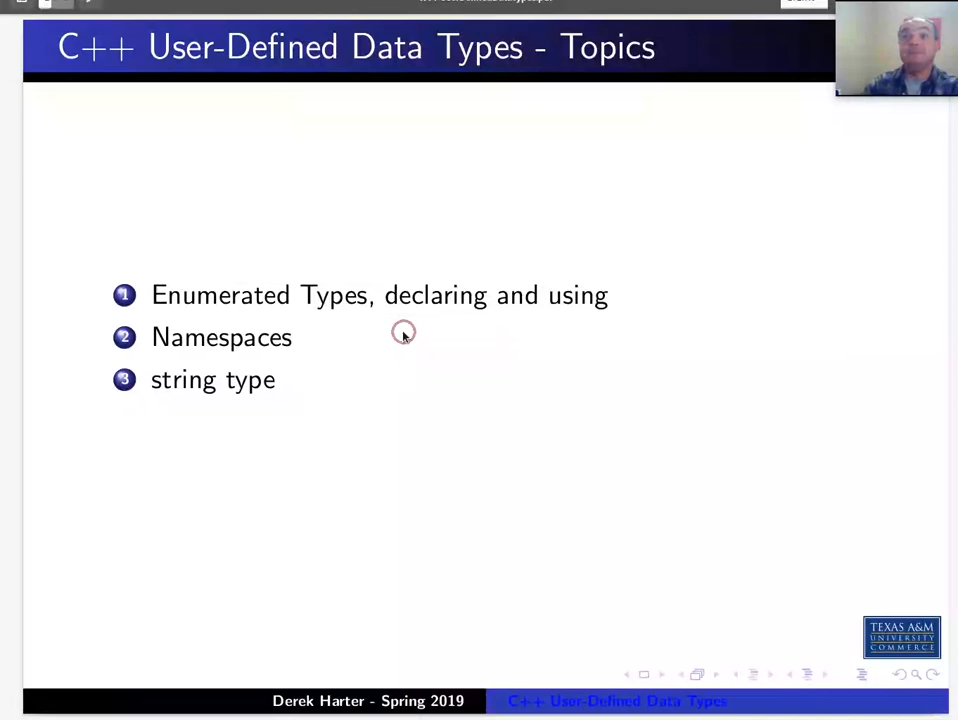 C++ User-Defined Data Types - Topics
1 Enumerated Types, declaring and using
2 Namespaces
3 string type
TEXAS A&M
UNIVERSITY
COMMERCE
Derek Harter - Spring 2019
C++ User-Defined Data Types